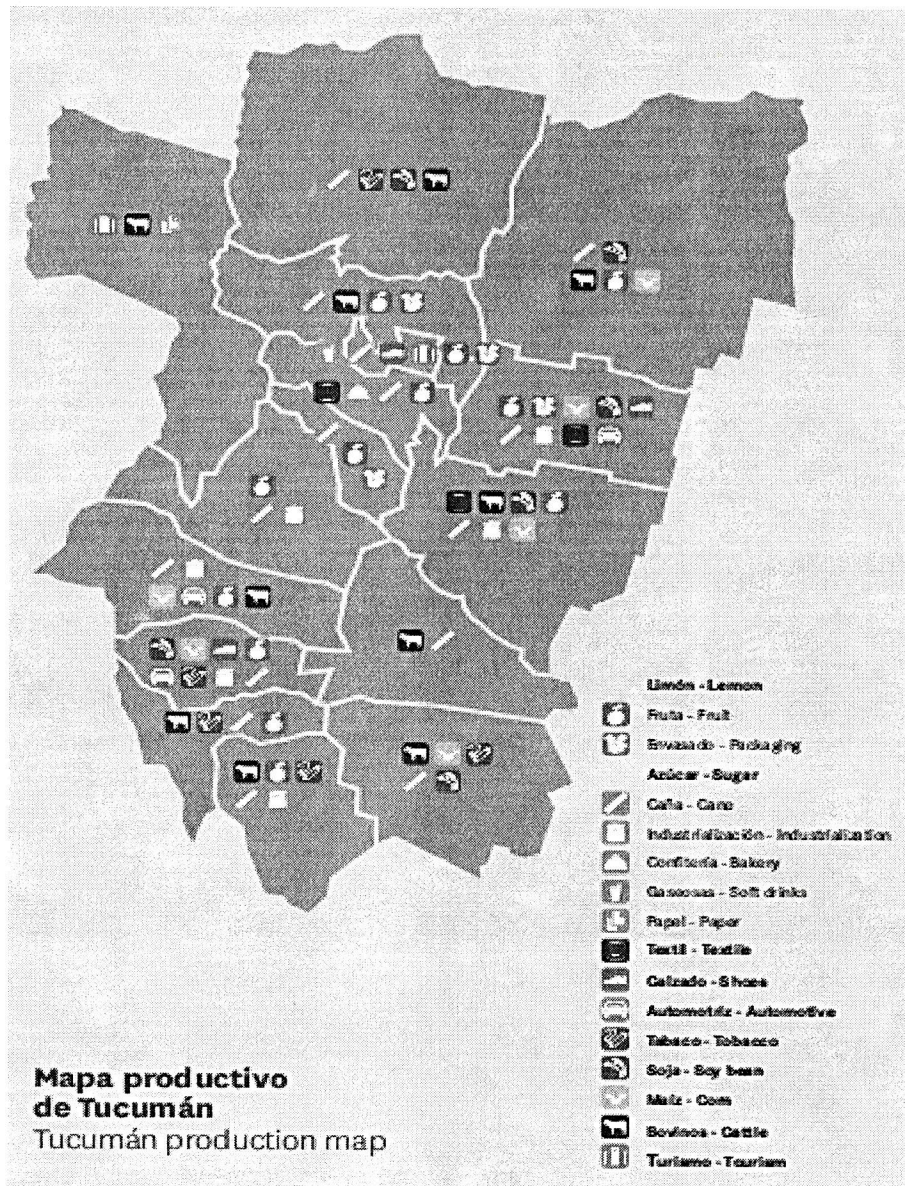 Limón - Lemon
Fruta - Fruit
Envasado - Packaging
Azúcar - Sugar
Caña - Cane
Industrialización - Industrialization
Confitería - Bakery
Gaseosas - Soft drinks
Papel - Paper
Textil - Textile
Calzado - Shoes
Automotriz - Automotive
Tabaco - Tobacco
Soja - Soy bean
Maíz - Corn
Bovinos - Cattle
Turismo - Tourism
Mapa productivo
de Tucumán
Tucumán production map